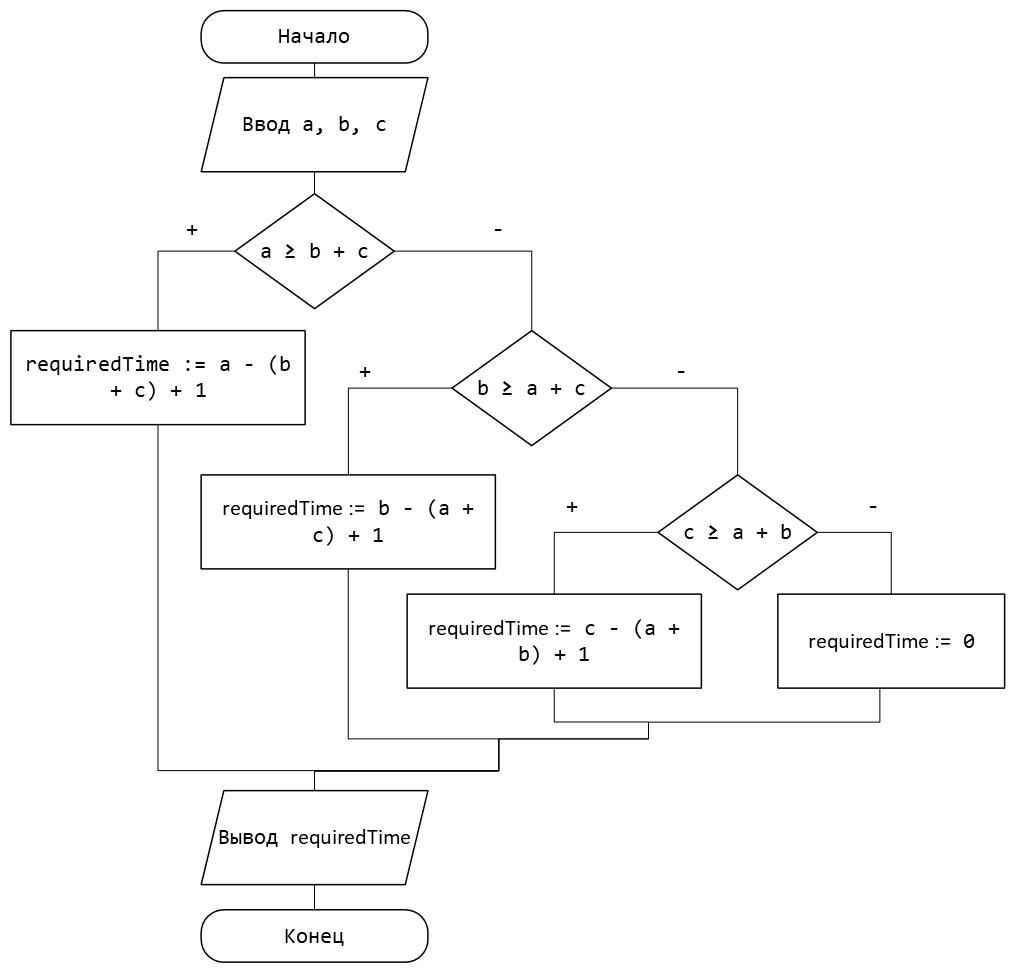 Начало
Ввод a, b, c
+
-
a ≥ b + c
requiredTime := a - (b
+ c) + 1
+
-
b ≥ a + c
requiredTime := b - (a +
c) + 1
+
-
c ≥ a + b
requiredTime := c - (a +
b) + 1
requiredTime := 0
Вывод requiredTime
Конец